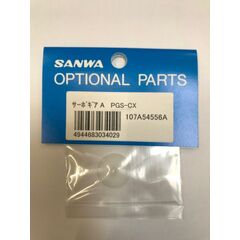 SANWA
OPTIONAL PARTS
ｻｰﾎﾞｷﾞｱ A PGS-CX
107A54556A
4944683034029